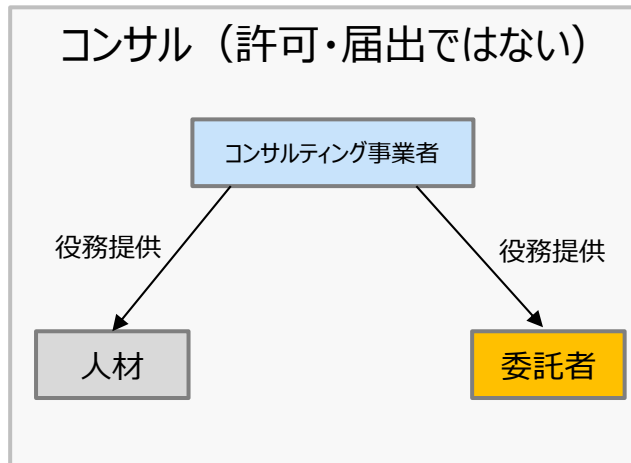 コンサル（許可・届出ではない）
コンサルティング事業者
役務提供
役務提供
人材
委託者